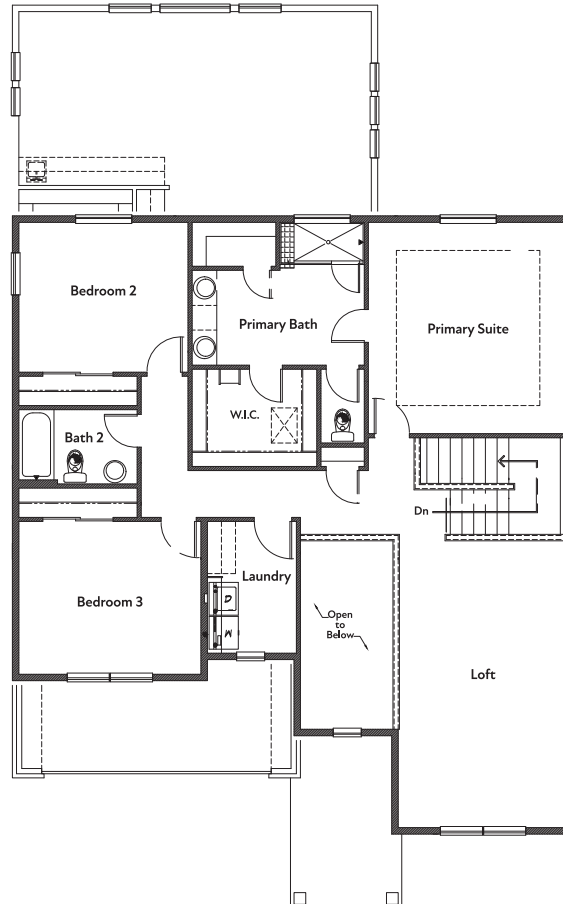 Bedroom 2
Primary Bath
Primary Suite
W.I.C.
Bath 2
Dn
Laundry
D
W
Bedroom 3
Open
to
Below
Loft